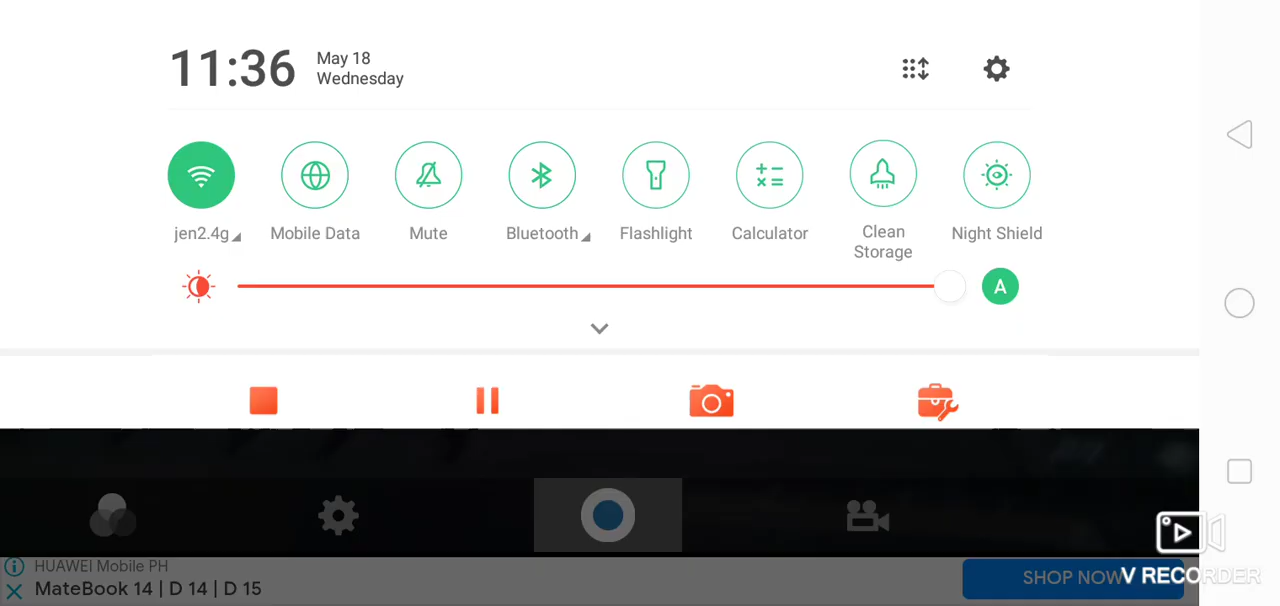 11:36
May 18
Wednesday
jen2.4g
Mobile Data
Mute
Bluetooth
Flashlight
Calculator
Clean
Storage
Night Shield
A
HUAWEI Mobile PH
MateBook 14 | D 14 | D 15
SHOP NOW
V RECORDER